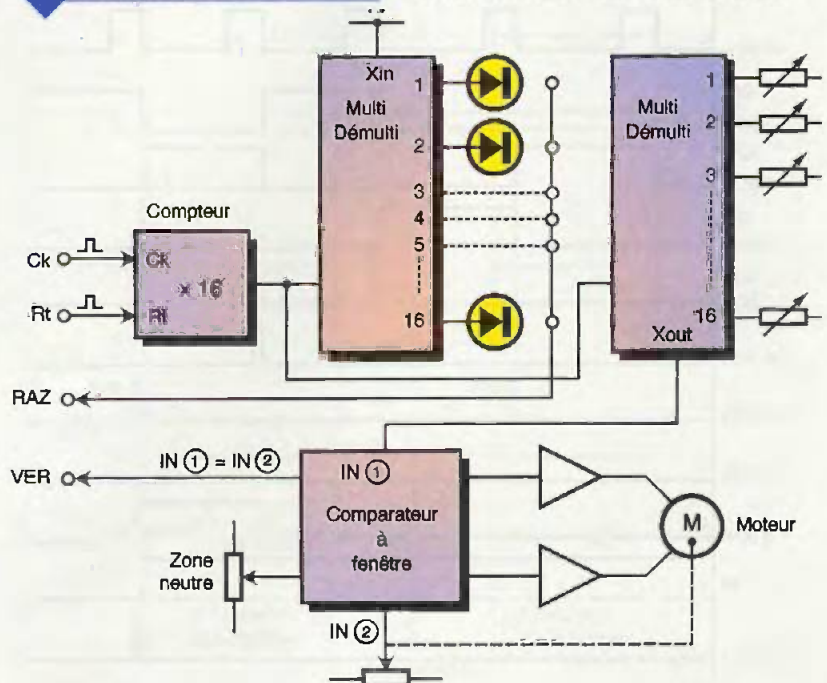 Xin
Multi
Démulti
1
2
3
4
5
16
Multi
Démulti
1
2
3
16
Xout
Compteur
Ck
Ck
x 16
Rt
Rt
RAZ
VER
IN ① = IN ②
IN ①
Comparateur
à
fenêtre
Zone
neutre
IN ②
M
Moteur